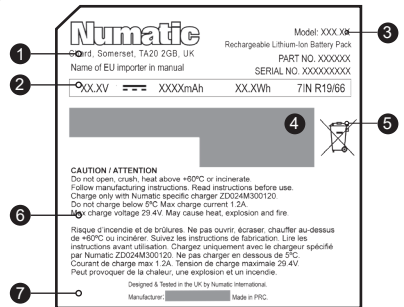 Numatic
Model: XXX.XX
3
Rechargeable Lithium-Ion Battery Pack
1
Chard, Somerset, TA20 2GB, UK
PART NO. XXXXXX
Name of EU importer in manual
SERIAL NO. XXXXXXXXX
2
XX.XV XXXXmAh XX.XWh 7IN R19/66
4
5
CAUTION / ATTENTION
Do not open, crush, heat above +60ºC or incinerate.
Follow manufacturing instructions. Read instructions before use.
Charge only with Numatic specific charger ZD024M300120.
Do not charge below 5ºC Max charge current 1.2A.
6
Max charge voltage 29.4V. May cause heat, explosion and fire.
Risque d'incendie et de brûlures. Ne pas ouvrir, écraser, chauffer au-dessus
de +60ºC ou incinérer. Suivez les instructions de fabrication. Lire les
instructions avant utilisation. Chargez uniquement avec le chargeur spécifié
par Numatic ZD024M300120. Ne pas charger en dessous de 5ºC.
Courant de charge max 1.2A. Tension de charge maximale 29.4V.
Peut provoquer de la chaleur, une explosion et un incendie.
7
Designed & Tested in the UK by Numatic International.
Manufacturer: Made in PRC.